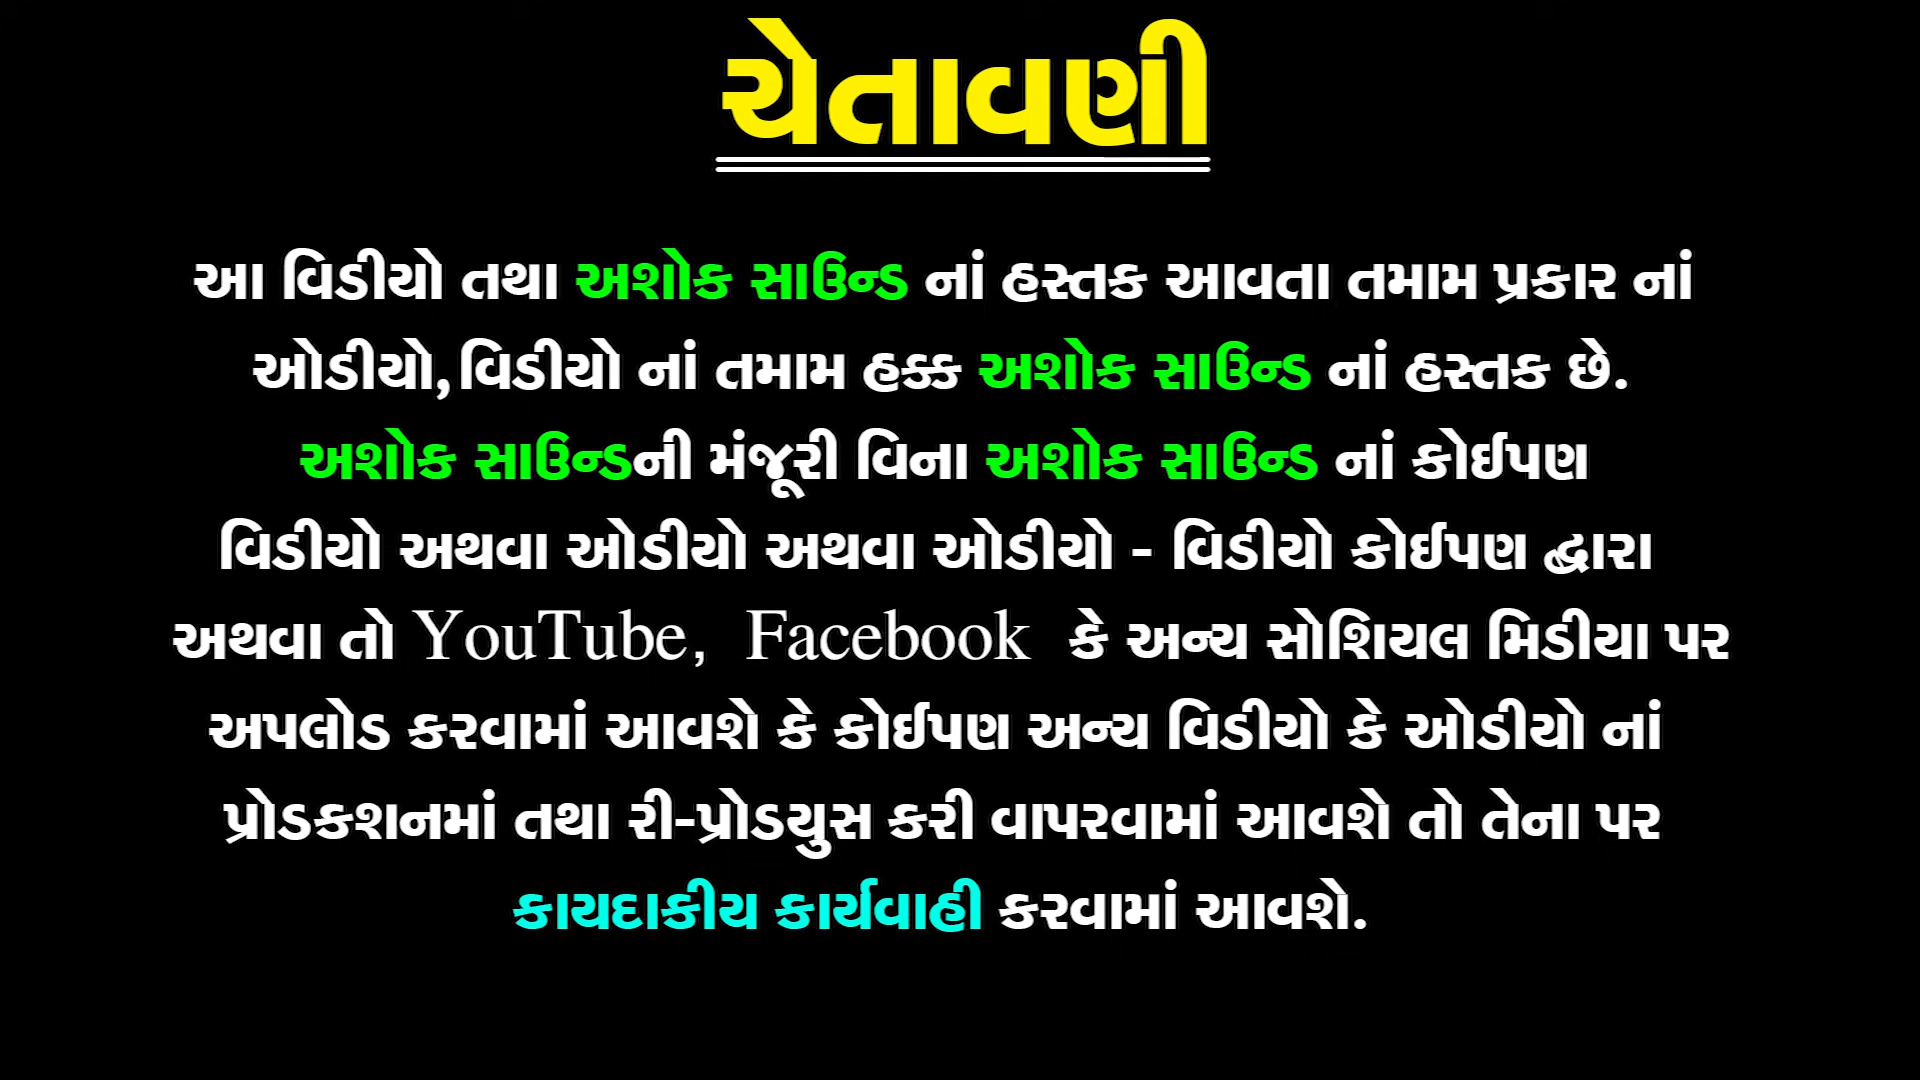 ચેતાવણી
આ વિડીયો તથા અશોક સાઉન્ડ નાં હસ્તક આવતા તમામ પ્રકાર નાં
ઓડીયો,વિડીયો નાં તમામ હક્ક અશોક સાઉન્ડ નાં હસ્તક છે.
અશોક સાઉન્ડની મંજૂરી વિના અશોક સાઉન્ડ નાં કોઈપણ
વિડીયો અથવા ઓડીયો અથવા ઓડીયો - વિડીયો કોઈપણ દ્વારા
અથવા તો YouTube, Facebook કે અન્ય સોશિયલ મિડીયા પર
અપલોડ કરવામાં આવશે કે કોઈપણ અન્ય વિડીયો કે ઓડીયો નાં
પ્રોડકશનમાં તથા રી-પ્રોડયુસ કરી વાપરવામાં આવશે તો તેના પર
કાયદાકીય કાર્યવાહી કરવામાં આવશે.